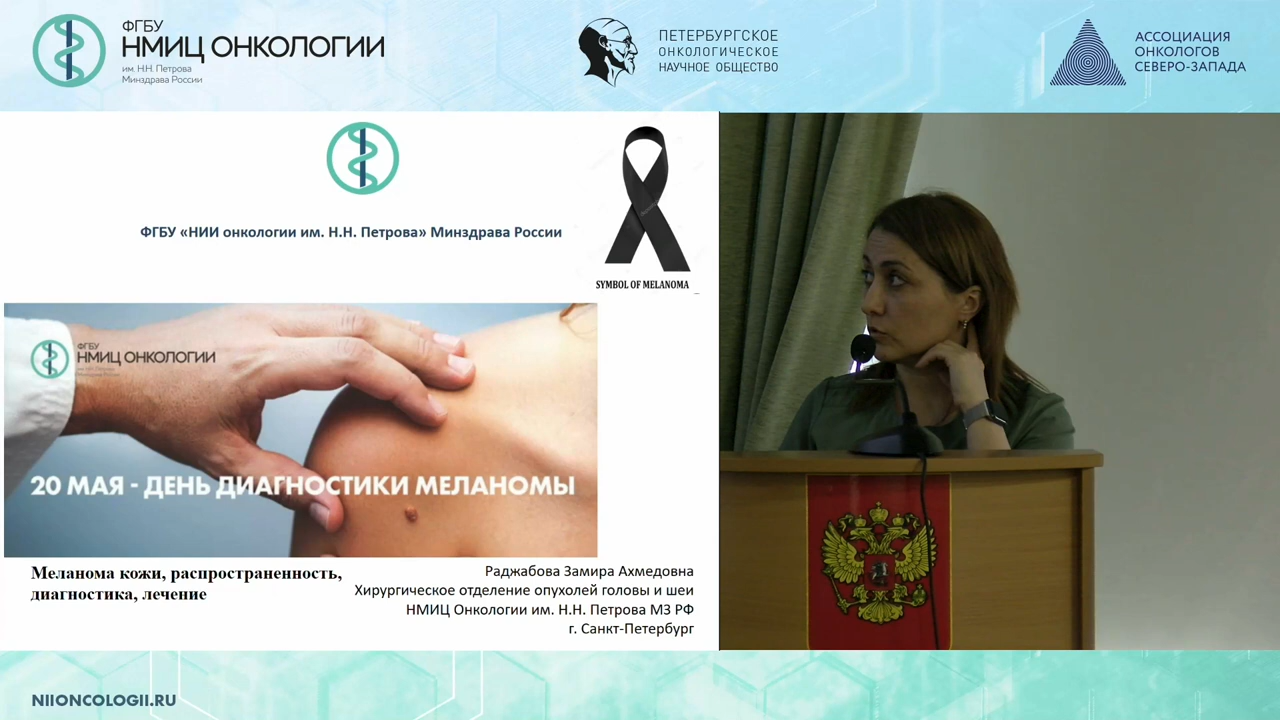 ФГБУ
НМИЦ ОНКОЛОГИИ
им. Н.Н. Петрова
Минздрава России
ПЕТЕРБУРГСКОЕ
ОНКОЛОГИЧЕСКОЕ
НАУЧНОЕ ОБЩЕСТВО
АССОЦИАЦИЯ
ОНКОЛОГОВ
СЕВЕРО-ЗАПАДА
ФГБУ «НИИ онкологии им. Н.Н. Петрова» Минздрава России
SYMBOL OF MELANOMA
ФГБУ
НМИЦ ОНКОЛОГИИ
20 МАЯ - ДЕНЬ ДИАГНОСТИКИ МЕЛАНОМЫ
Меланома кожи, распространенность,
диагностика, лечение
Раджабова Замира Ахмедовна
Хирургическое отделение опухолей головы и шеи
НМИЦ Онкологии им. Н.Н. Петрова МЗ РФ
г. Санкт-Петербург
NIIONCOLOGII.RU